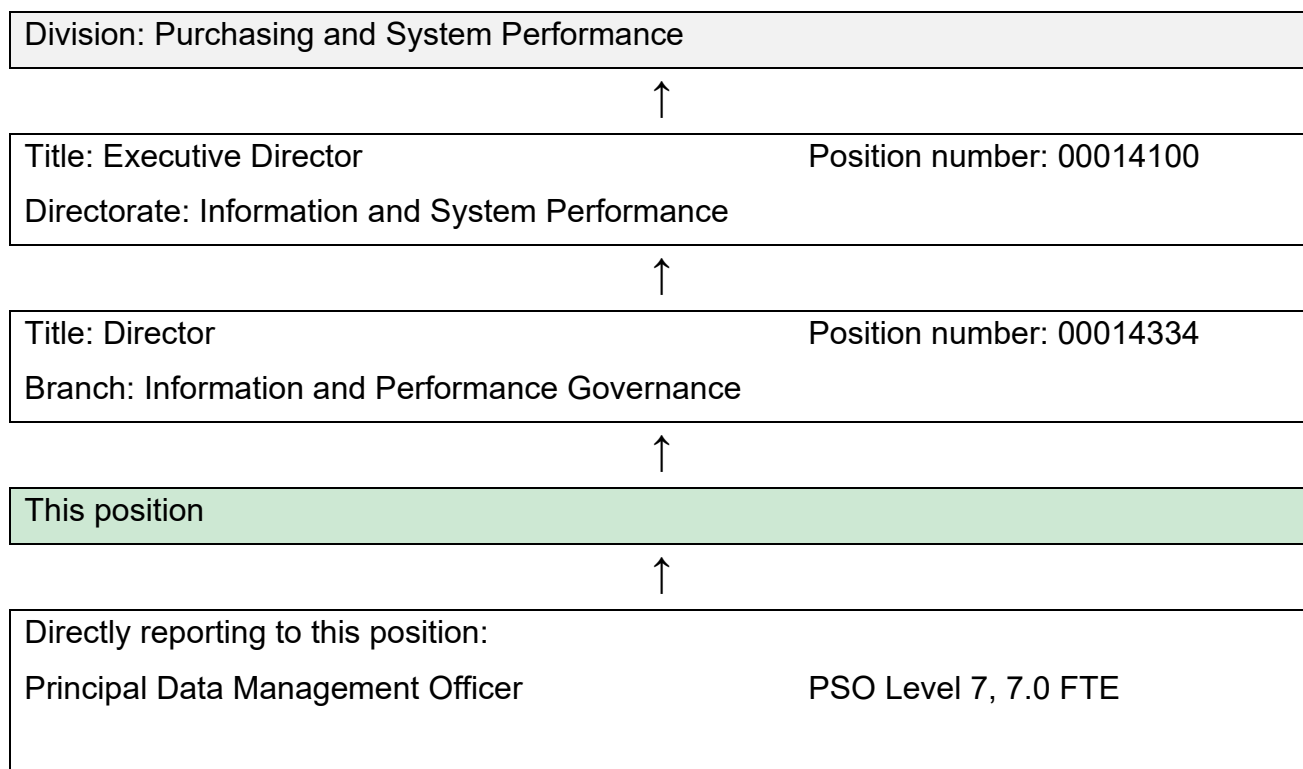 Division: Purchasing and System Performance
↑
Title: Executive Director Position number: 00014100
Directorate: Information and System Performance
↑
Title: Director Position number: 00014334
Branch: Information and Performance Governance
↑
This position
↑
Directly reporting to this position:
Principal Data Management Officer PSO Level 7, 7.0 FTE